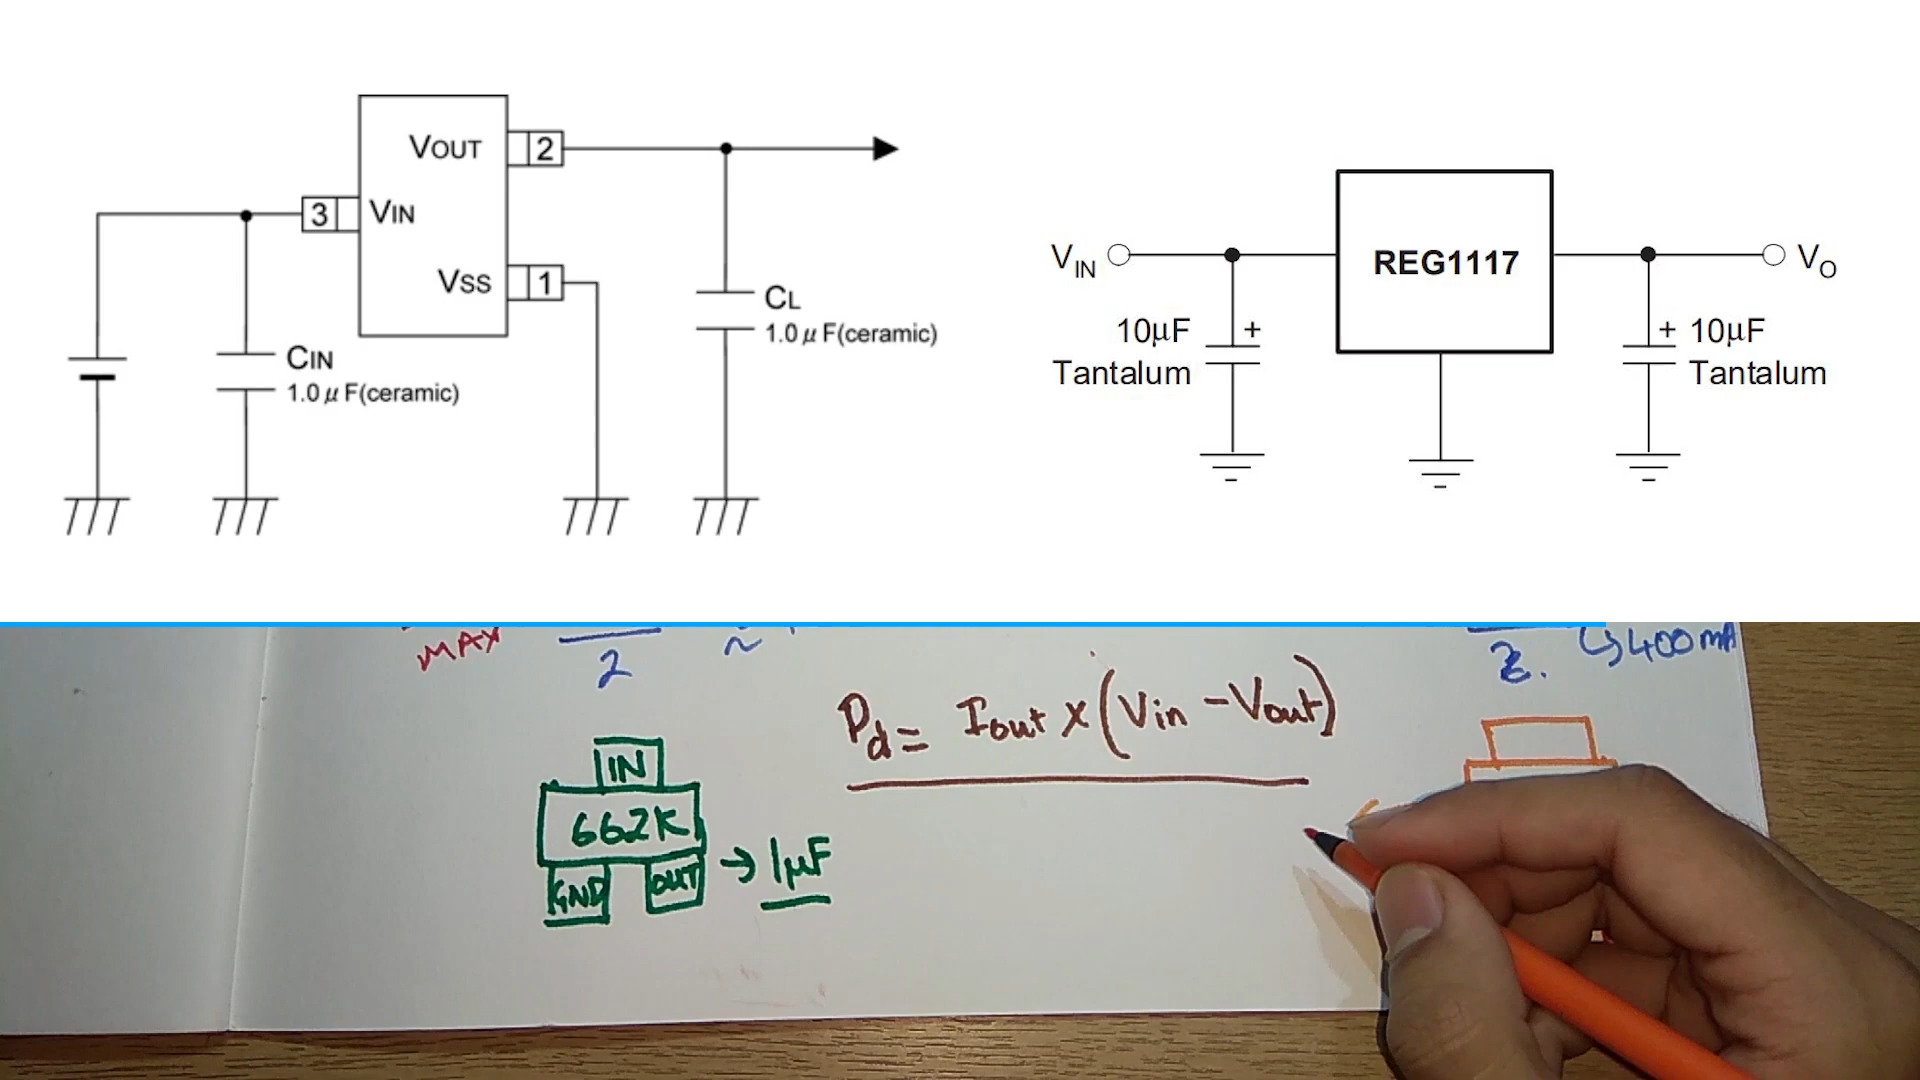 VOUT 2
3 VIN
VSS 1
CIN
1.0 μ F(ceramic)
CL
1.0 μ F(ceramic)
VIN
REG1117
VO
10μF
Tantalum
+
+
10μF
Tantalum
MAX
2
~
2.
↳400mA
Pd = Iout x (Vin - Vout)
IN
662K
GND
OUT
→ 1μF